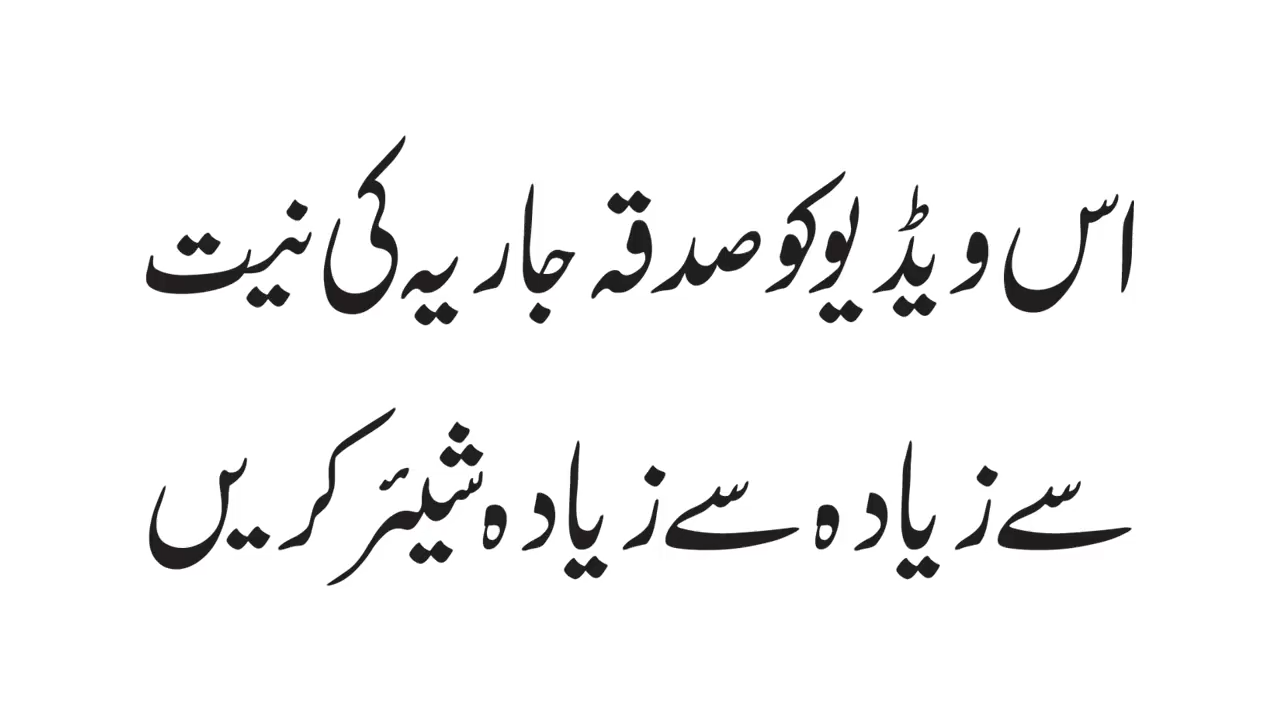 اس ویڈیو کو صدقہ جاریہ کی نیت
سے زیادہ سے زیادہ شیئر کریں